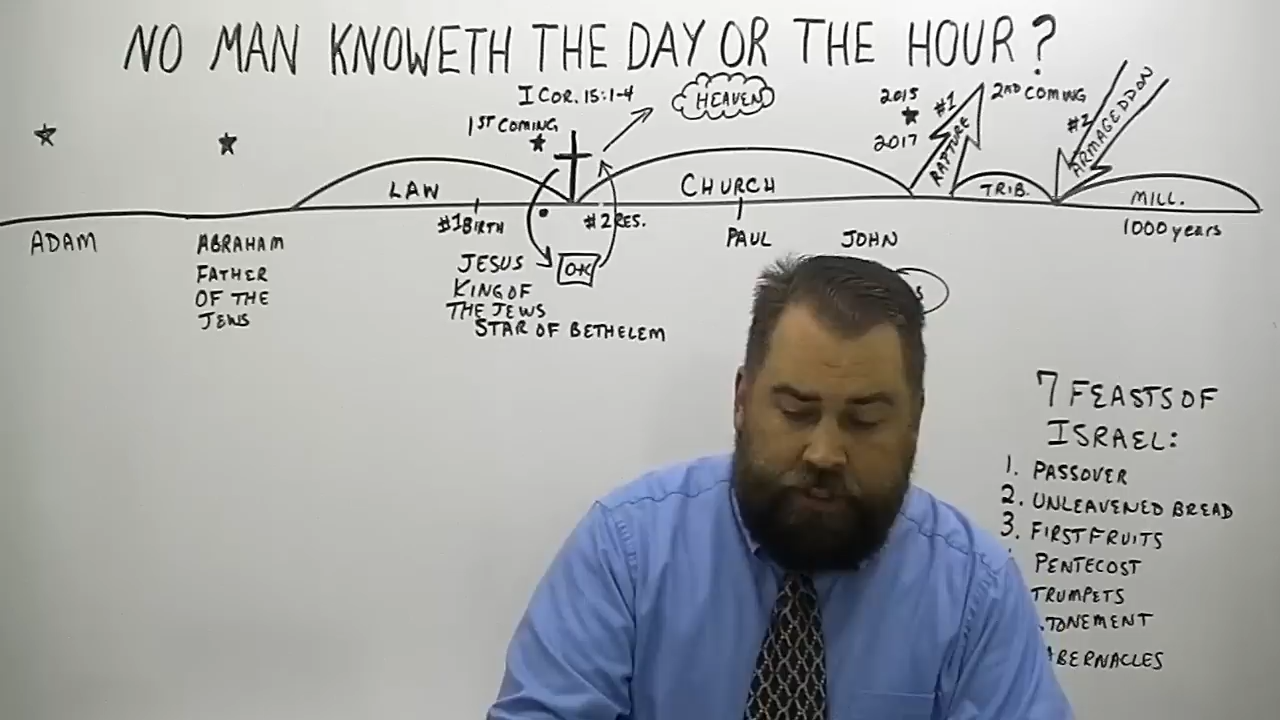 NO MAN KNOWETH THE DAY OR THE HOUR?
I COR. 15:1-4
HEAVEN
1ST COMING
2015
2017
#1
RAPTURE
2ND COMING
#2
ARMAGEDDON
LAW
CHURCH
TRIB.
MILL.
1000 years
#1 BIRTH
#2 RES.
PAUL
JOHN
ADAM
ABRAHAM
FATHER
OF THE
JEWS
JESUS
KING OF
THE JEWS
STAR OF BETHELEM
OK
7 FEASTS OF
ISRAEL:
1. PASSOVER
2. UNLEAVENED BREAD
3. FIRSTFRUITS
PENTECOST
TRUMPETS
TONEMENT
ABERNACLES